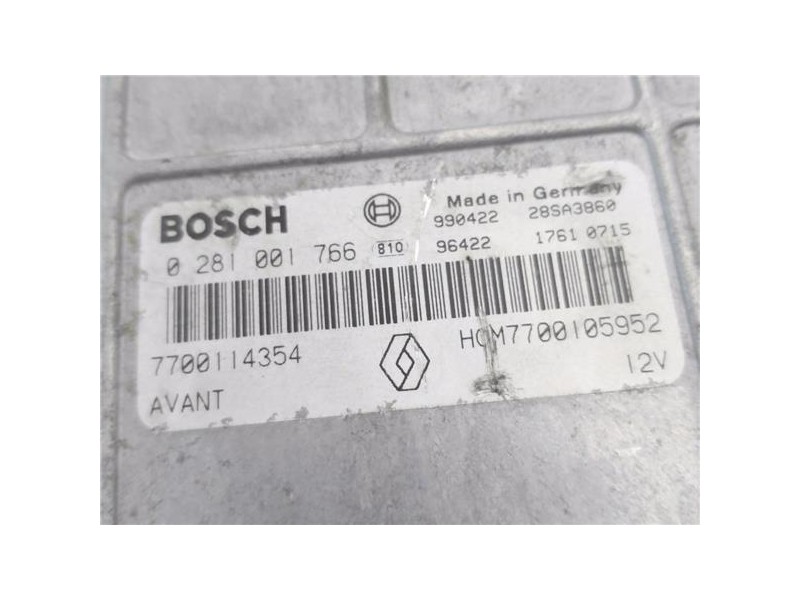 BOSCH
Made in Germany
990422 28SA3860
0 281 001 766 810 96422 1761 0715
7700114354 HOM7700105952
AVANT 12V